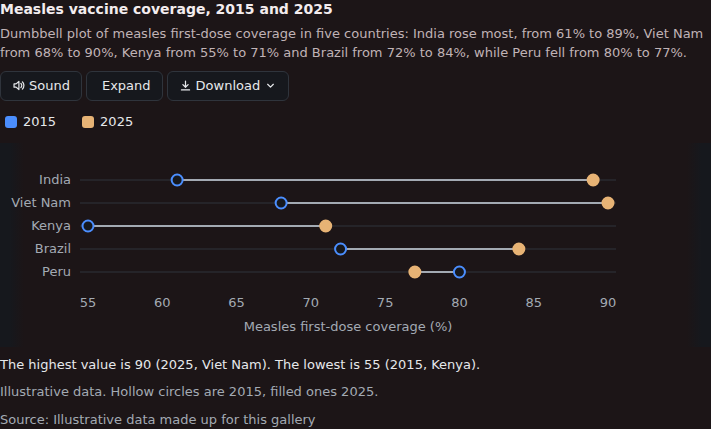 Measles vaccine coverage, 2015 and 2025
Dumbbell plot of measles first-dose coverage in five countries: India rose most, from 61% to 89%, Viet Nam
from 68% to 90%, Kenya from 55% to 71% and Brazil from 72% to 84%, while Peru fell from 80% to 77%.
Sound Expand Download
2015 2025
India
Viet Nam
Kenya
Brazil
Peru
55 60 65 70 75 80 85 90
Measles first-dose coverage (%)
The highest value is 90 (2025, Viet Nam). The lowest is 55 (2015, Kenya).
Illustrative data. Hollow circles are 2015, filled ones 2025.
Source: Illustrative data made up for this gallery